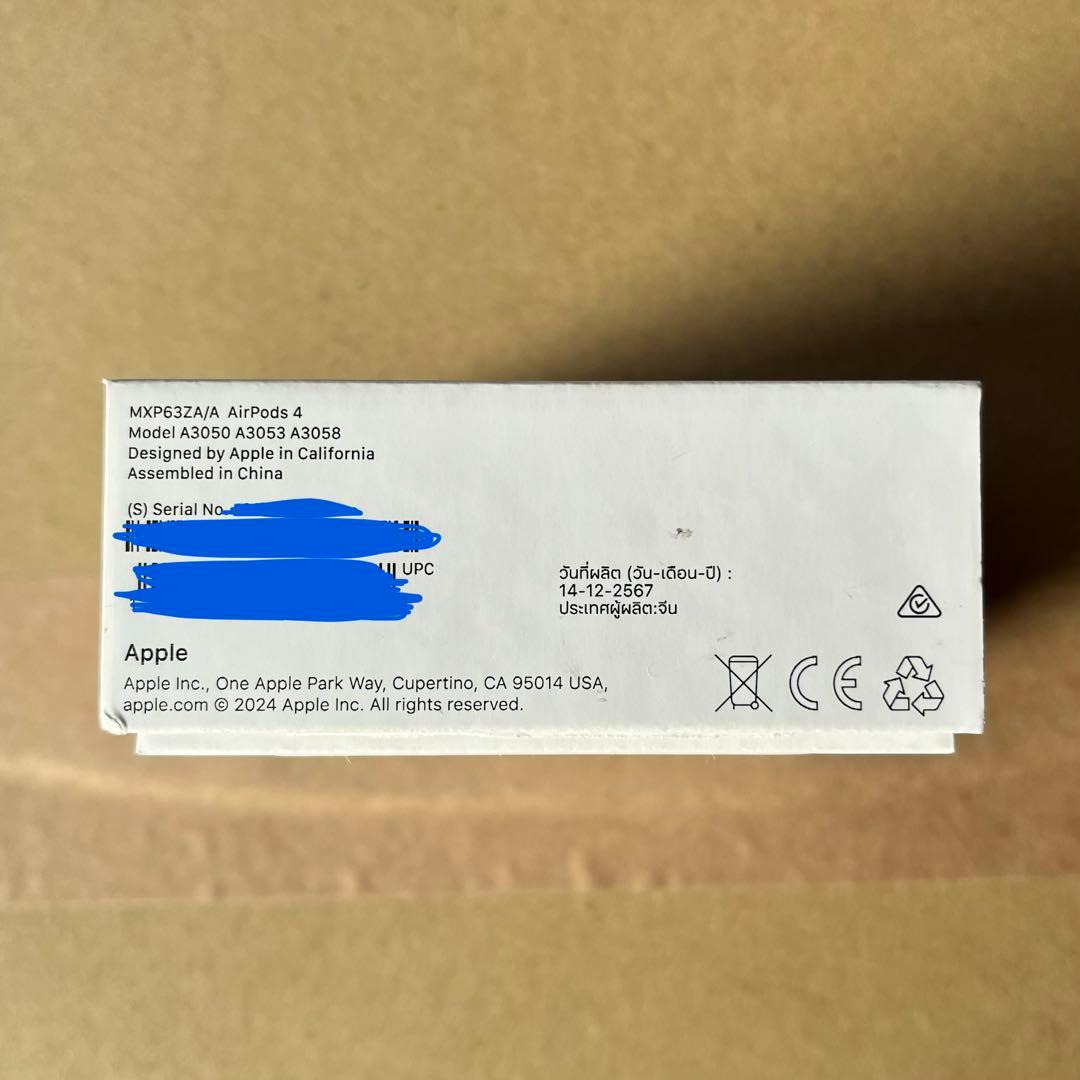 MXP63ZA/A AirPods 4
Model A3050 A3053 A3058
Designed by Apple in California
Assembled in China
(S) Serial No.
UPC
วันที่ผลิต (วัน-เดือน-ปี) :
14-12-2567
ประเทศผู้ผลิต:จีน
Apple
Apple Inc., One Apple Park Way, Cupertino, CA 95014 USA,
apple.com © 2024 Apple Inc. All rights reserved.
CE